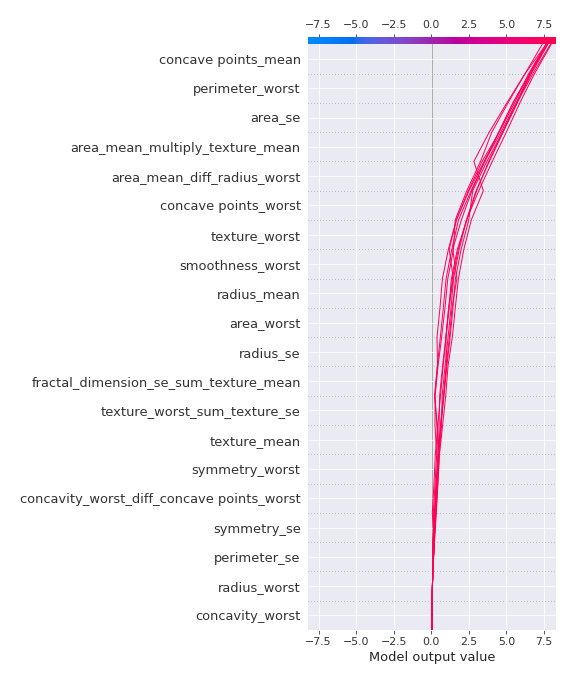 −7.5 −5.0 −2.5 0.0 2.5 5.0 7.5
concave points_mean
perimeter_worst
area_se
area_mean_multiply_texture_mean
area_mean_diff_radius_worst
concave points_worst
texture_worst
smoothness_worst
radius_mean
area_worst
radius_se
fractal_dimension_se_sum_texture_mean
texture_worst_sum_texture_se
texture_mean
symmetry_worst
concavity_worst_diff_concave points_worst
symmetry_se
perimeter_se
radius_worst
concavity_worst
−7.5 −5.0 −2.5 0.0 2.5 5.0 7.5
Model output value